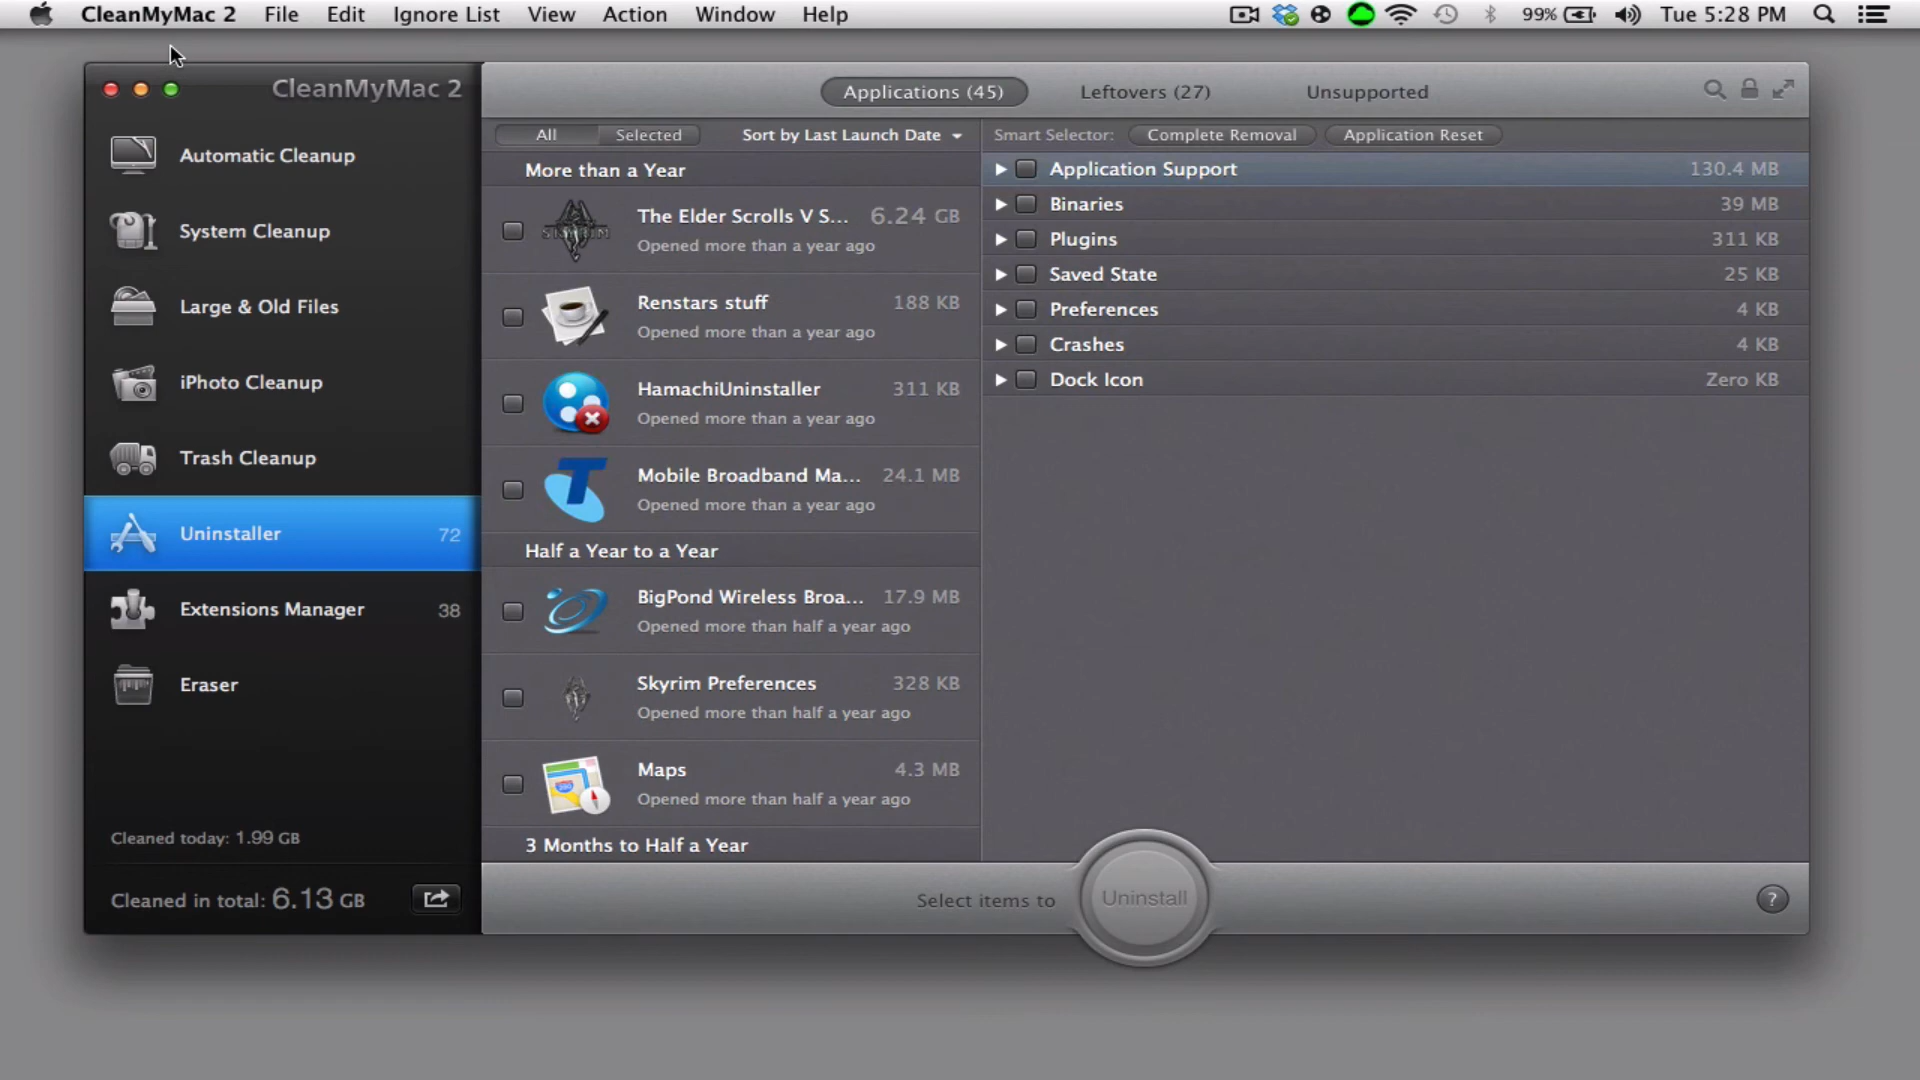 CleanMyMac 2 File Edit Ignore List View Action Window Help 99% Tue 5:28 PM
CleanMyMac 2
Automatic Cleanup
System Cleanup
Large & Old Files
iPhoto Cleanup
Trash Cleanup
Uninstaller 72
Extensions Manager 38
Eraser
Cleaned today: 1.99 GB
Cleaned in total: 6.13 GB
Applications (45) Leftovers (27) Unsupported
All Selected Sort by Last Launch Date
More than a Year
The Elder Scrolls V S... 6.24 GB
Opened more than a year ago
Renstars stuff 188 KB
Opened more than a year ago
HamachiUninstaller 311 KB
Opened more than a year ago
Mobile Broadband Ma... 24.1 MB
Opened more than a year ago
Half a Year to a Year
BigPond Wireless Broa... 17.9 MB
Opened more than half a year ago
Skyrim Preferences 328 KB
Opened more than half a year ago
Maps 4.3 MB
Opened more than half a year ago
3 Months to Half a Year
Smart Selector: Complete Removal Application Reset
Application Support 130.4 MB
Binaries 39 MB
Plugins 311 KB
Saved State 25 KB
Preferences 4 KB
Crashes 4 KB
Dock Icon Zero KB
Select items to Uninstall ?